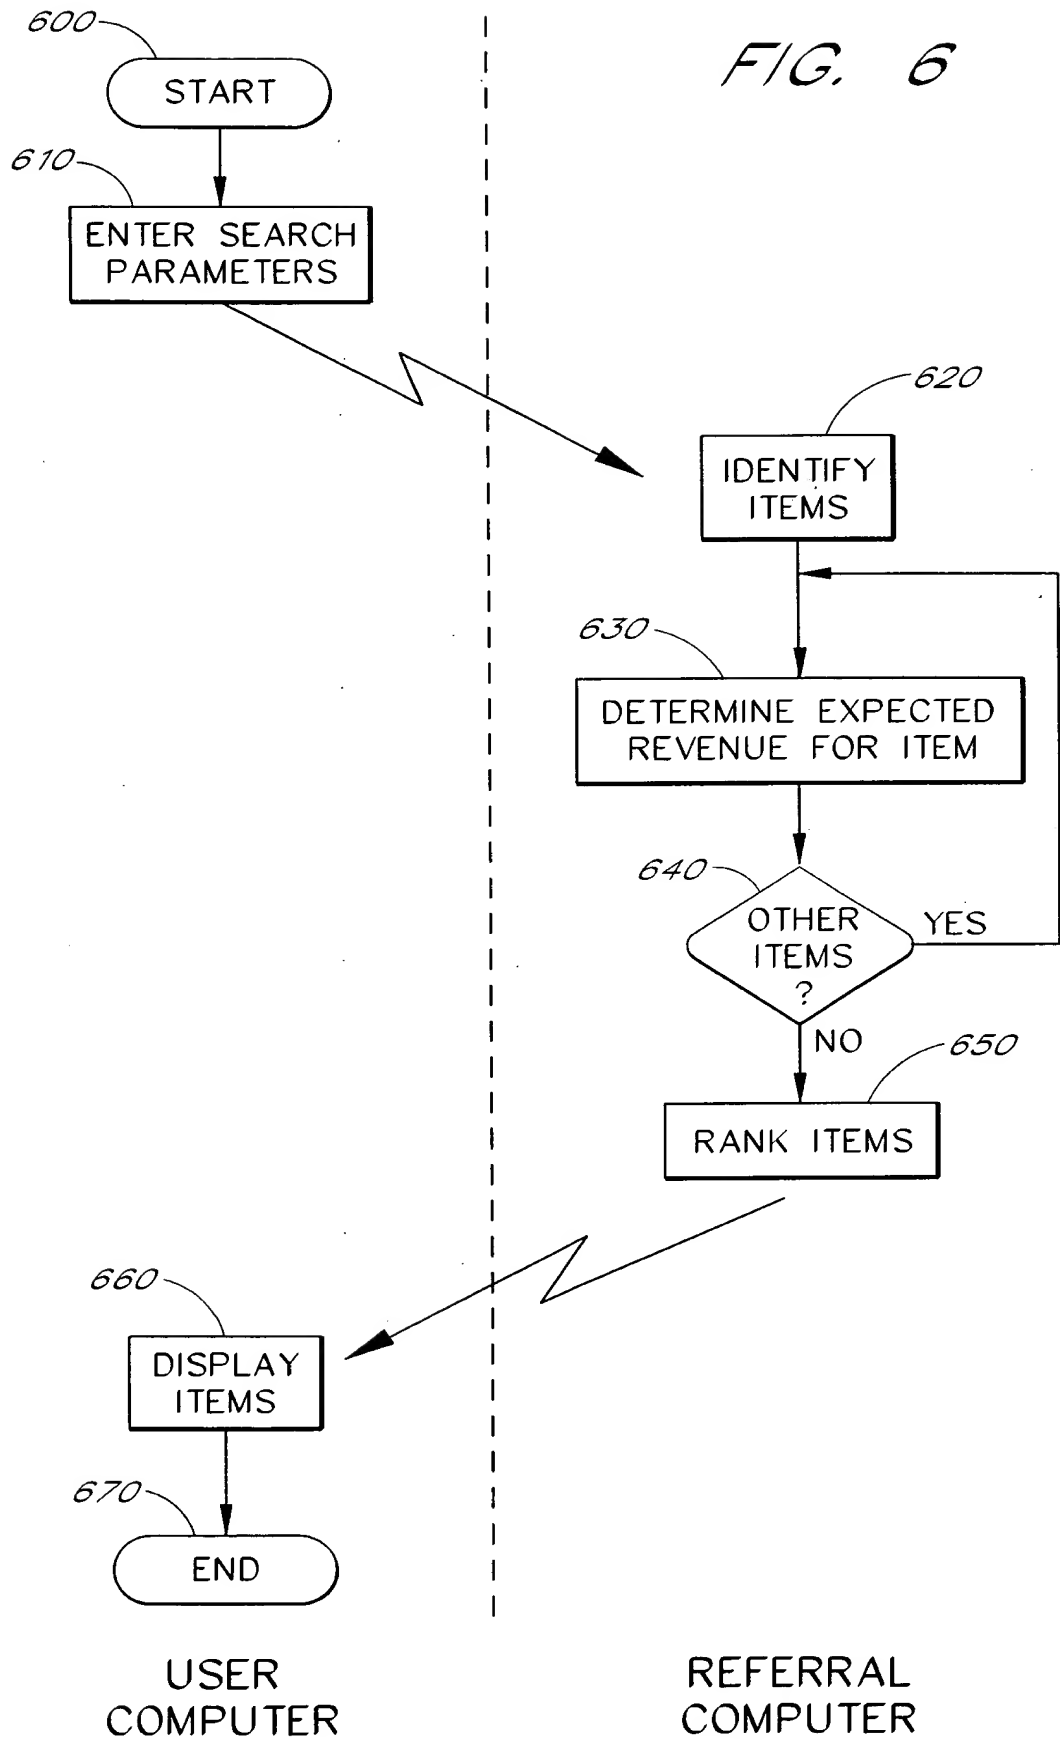 600
FIG. 6
START
610
ENTER SEARCH
PARAMETERS
620
IDENTIFY
ITEMS
630
DETERMINE EXPECTED
REVENUE FOR ITEM
640
OTHER
ITEMS
?
YES
NO
650
RANK ITEMS
660
DISPLAY
ITEMS
670
END
USER
COMPUTER
REFERRAL
COMPUTER